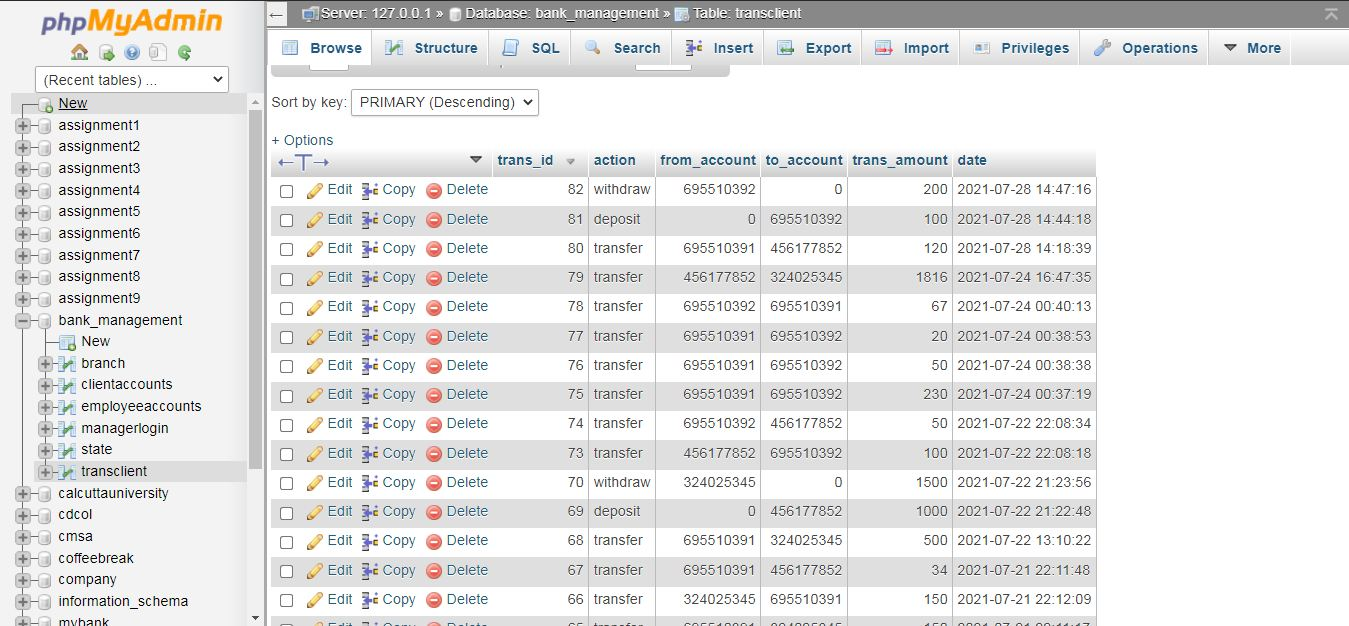 phpMyAdmin
(Recent tables) ...
New
assignment1
assignment2
assignment3
assignment4
assignment5
assignment6
assignment7
assignment8
assignment9
bank_management
New
branch
clientaccounts
employeeaccounts
managerlogin
state
transclient
calcuttauniversity
cdcol
cmsa
coffeebreak
company
information_schema
mybank
Server: 127.0.0.1 » Database: bank_management » Table: transclient
Browse Structure SQL Search Insert Export Import Privileges Operations More
Sort by key: PRIMARY (Descending)
+ Options
←T→ trans_id action from_account to_account trans_amount date
Edit Copy Delete 82 withdraw 695510392 0 200 2021-07-28 14:47:16
Edit Copy Delete 81 deposit 0 695510392 100 2021-07-28 14:44:18
Edit Copy Delete 80 transfer 695510391 456177852 120 2021-07-28 14:18:39
Edit Copy Delete 79 transfer 456177852 324025345 1816 2021-07-24 16:47:35
Edit Copy Delete 78 transfer 695510392 695510391 67 2021-07-24 00:40:13
Edit Copy Delete 77 transfer 695510391 695510392 20 2021-07-24 00:38:53
Edit Copy Delete 76 transfer 695510391 695510392 50 2021-07-24 00:38:38
Edit Copy Delete 75 transfer 695510391 695510392 230 2021-07-24 00:37:19
Edit Copy Delete 74 transfer 695510392 456177852 50 2021-07-22 22:08:34
Edit Copy Delete 73 transfer 456177852 695510392 100 2021-07-22 22:08:18
Edit Copy Delete 70 withdraw 324025345 0 1500 2021-07-22 21:23:56
Edit Copy Delete 69 deposit 0 456177852 1000 2021-07-22 21:22:48
Edit Copy Delete 68 transfer 695510391 324025345 500 2021-07-22 13:10:22
Edit Copy Delete 67 transfer 695510391 456177852 34 2021-07-21 22:11:48
Edit Copy Delete 66 transfer 324025345 695510391 150 2021-07-21 22:12:09